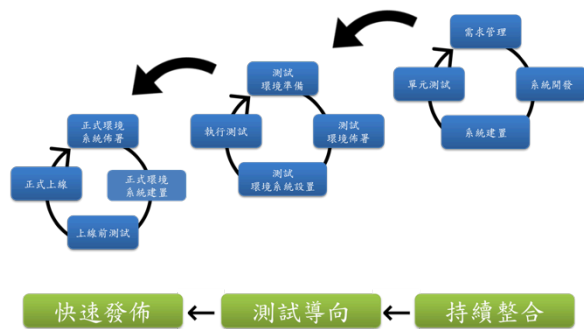 需求管理
系統開發
系統建置
單元測試
測試
環境準備
測試
環境佈署
測試
環境系統設置
執行測試
正式環境
系統佈署
正式環境
系統建置
上線前測試
正式上線
快速發佈
測試導向
持續整合